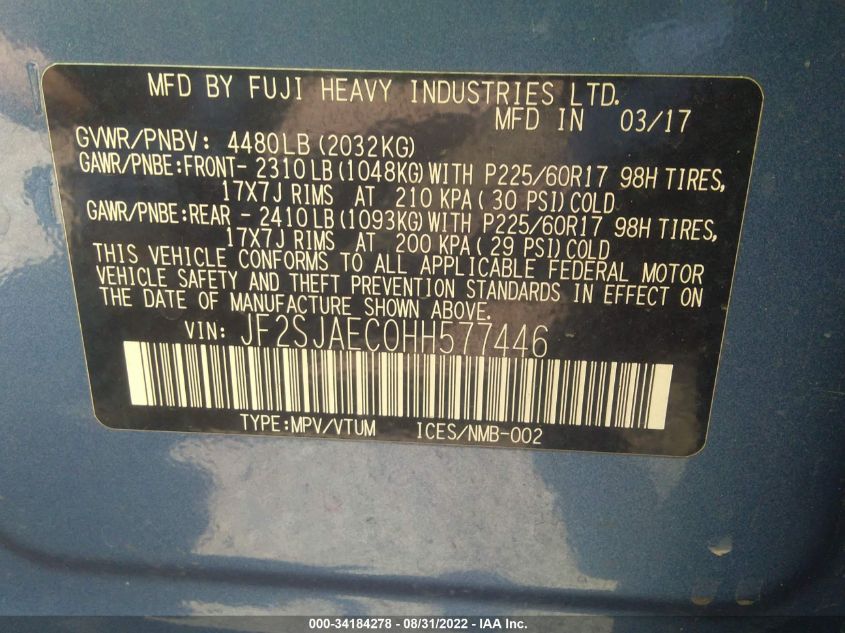 MFD BY FUJI HEAVY INDUSTRIES LTD.
MFD IN 03/17
GVWR/PNBV: 4480LB (2032KG)
GAWR/PNBE:FRONT- 2310LB (1048KG) WITH P225/60R17 98H TIRES,
17X7J RIMS AT 210 KPA ( 30 PSI) COLD
GAWR/PNBE:REAR - 2410LB (1093KG) WITH P225/60R17 98H TIRES,
17X7J RIMS AT 200 KPA ( 29 PSI) COLD
THIS VEHICLE CONFORMS TO ALL APPLICABLE FEDERAL MOTOR
VEHICLE SAFETY AND THEFT PREVENTION STANDARDS IN EFFECT ON
THE DATE OF MANUFACTURE SHOWN ABOVE.
VIN: JF2SJAEC0HH577446
TYPE:MPV/VTUM ICES/NMB-002
000-34184278 - 08/31/2022 - IAA Inc.